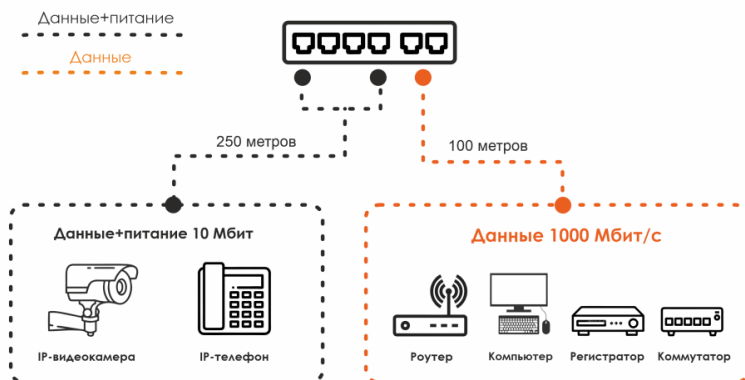 Данные+питание
Данные
250 метров
100 метров
Данные+питание 10 Мбит
Данные 1000 Мбит/с
IP-видеокамера
IP-телефон
Роутер
Компьютер
Регистратор
Коммутатор